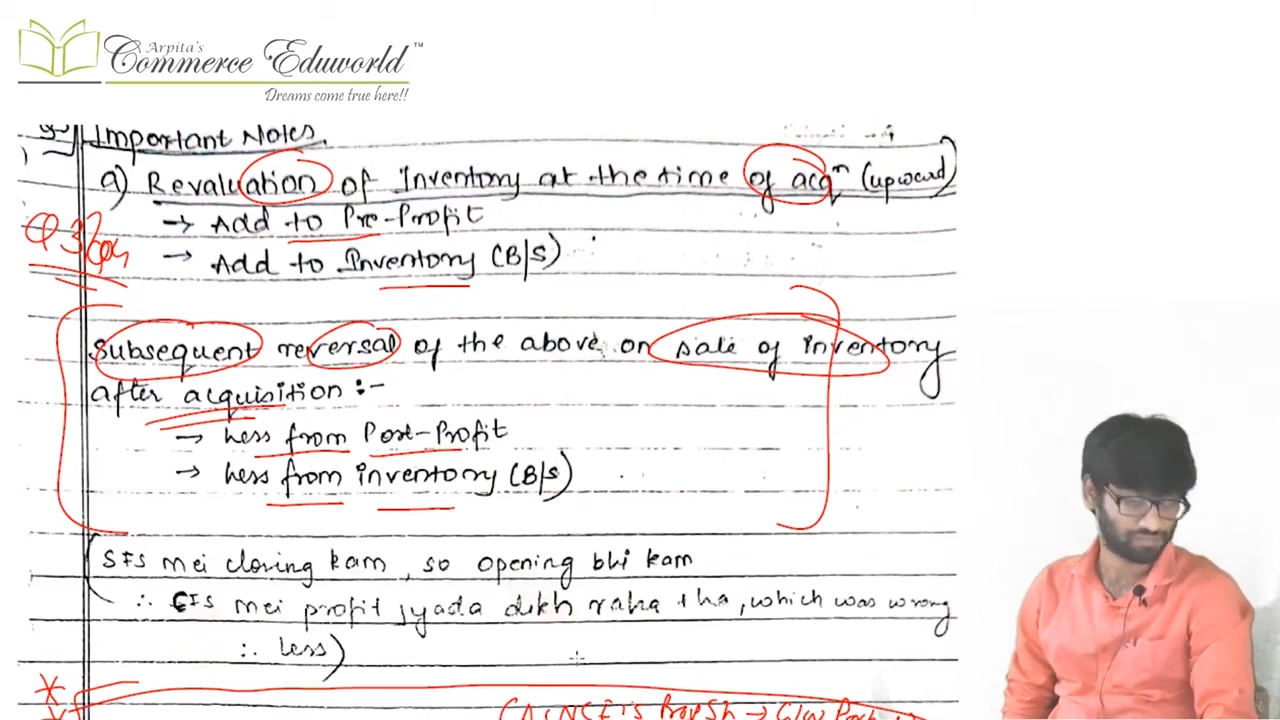 Arpita's
Commerce Eduworld™
Dreams come true here!!
Important Notes.
a) Revaluation of Inventory at the time of acqⁿ (upward)
→ Add to Pre-Profit
→ Add to Inventory (B/S)
Subsequent reversal of the above on sale of inventory
after acquisition :-
→ Less from Post-Profit
→ Less from inventory (B/S)
SFS mei closing kam, so opening bhi kam
∴ CFS mei profit jyada dikh raha tha, which was wrong
∴ less)